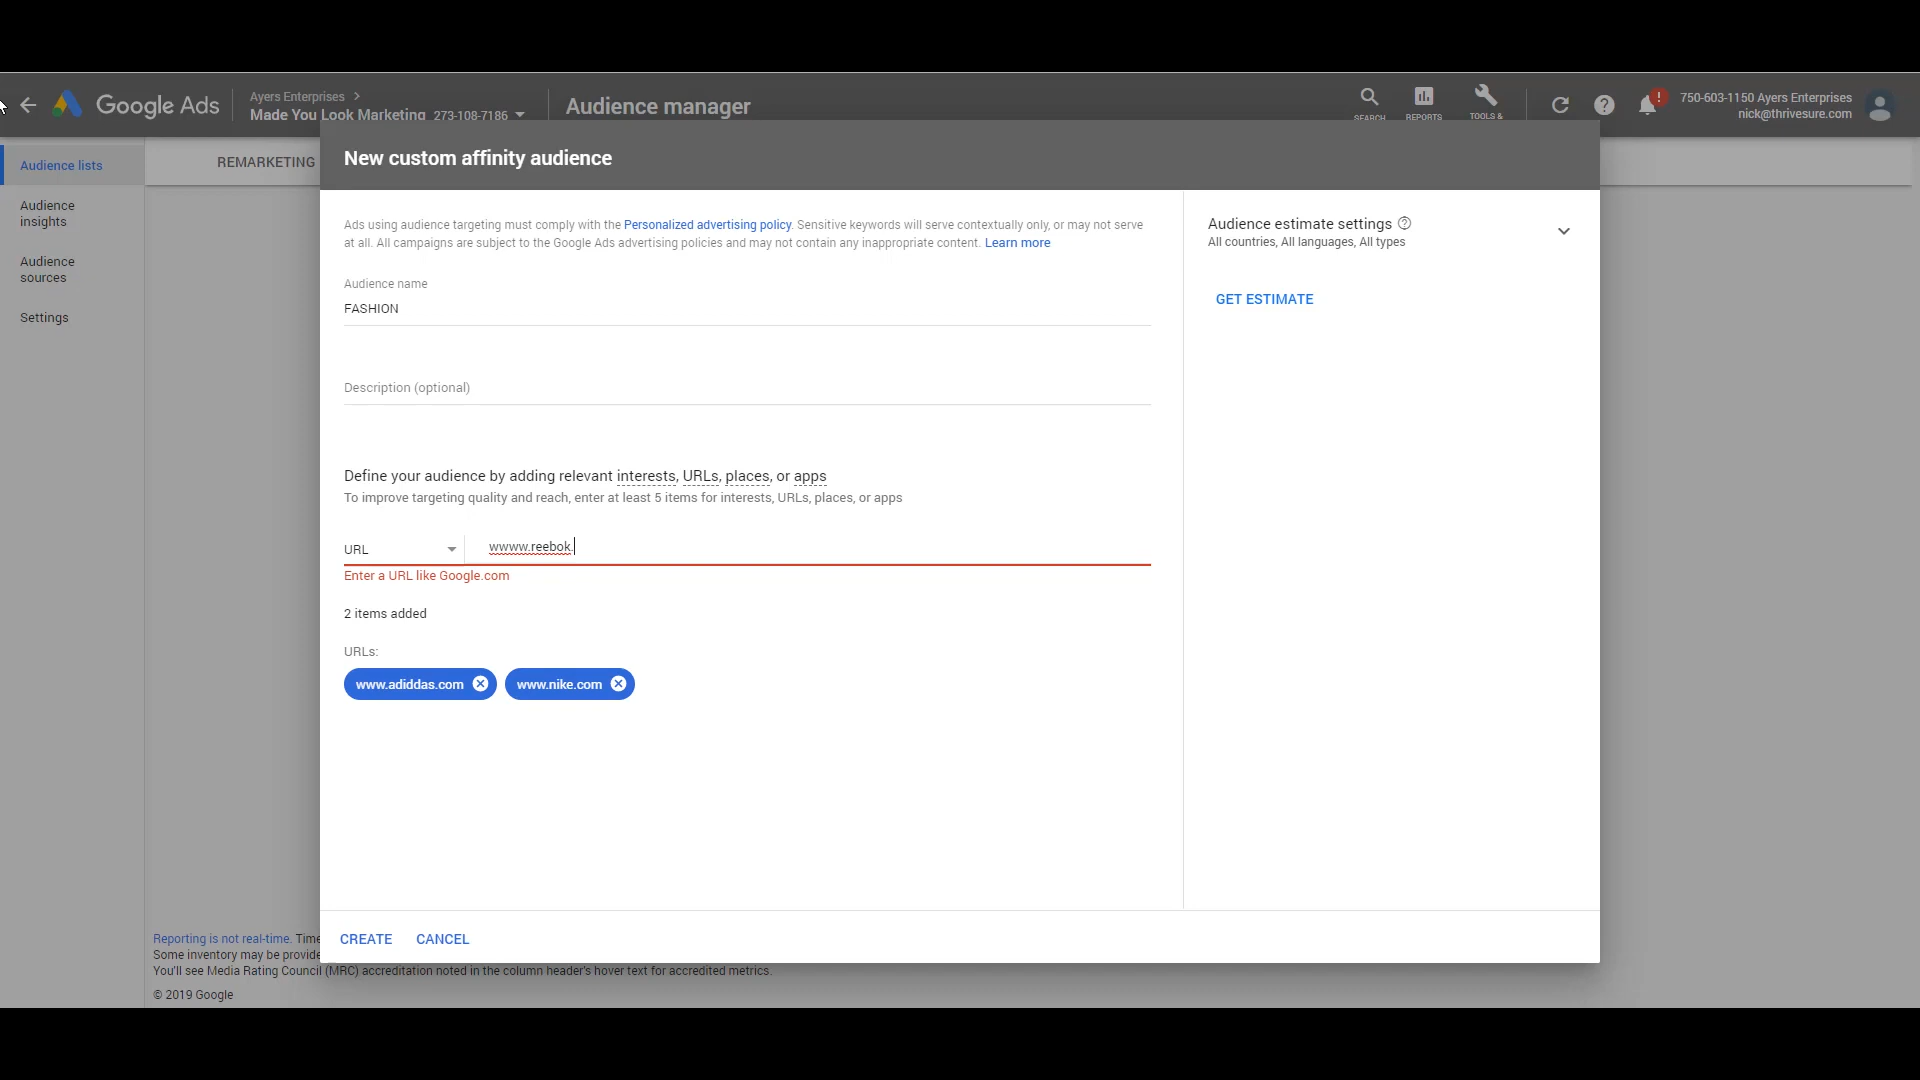 Google Ads
Ayers Enterprises
Made You Look Marketing 273-108-7186
Audience manager
SEARCH
REPORTS
TOOLS &
!
750-603-1150 Ayers Enterprises
nick@thrivesure.com
Audience lists
Audience
insights
Audience
sources
Settings
REMARKETING
New custom affinity audience
Ads using audience targeting must comply with the Personalized advertising policy. Sensitive keywords will serve contextually only, or may not serve
at all. All campaigns are subject to the Google Ads advertising policies and may not contain any inappropriate content. Learn more
Audience name
FASHION
Description (optional)
Define your audience by adding relevant interests, URLs, places, or apps
To improve targeting quality and reach, enter at least 5 items for interests, URLs, places, or apps
URL
wwww.reebok.
Enter a URL like Google.com
2 items added
URLs:
www.adiddas.com
www.nike.com
Audience estimate settings
All countries, All languages, All types
GET ESTIMATE
CREATE
CANCEL
Reporting is not real-time. Time
Some inventory may be provide
You'll see Media Rating Council (MRC) accreditation noted in the column header's hover text for accredited metrics.
© 2019 Google